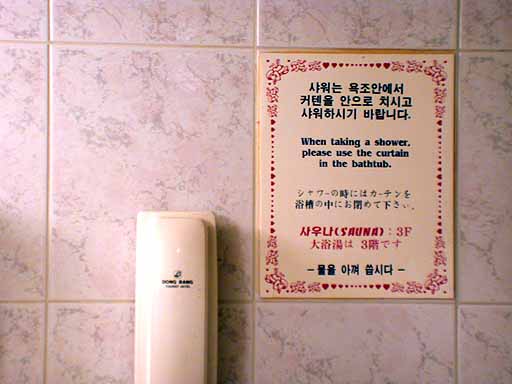 샤워는 욕조안에서
커텐을 안으로 치시고
샤워하시기 바랍니다.
When taking a shower,
please use the curtain
in the bathtub.
シャワーの時にはカーテンを
浴槽の中にお閉めて下さい。
사우나(SAUNA) : 3F
大浴湯は 3階です
– 물을 아껴 씁시다 –
DONG BANG
TOURIST HOTEL